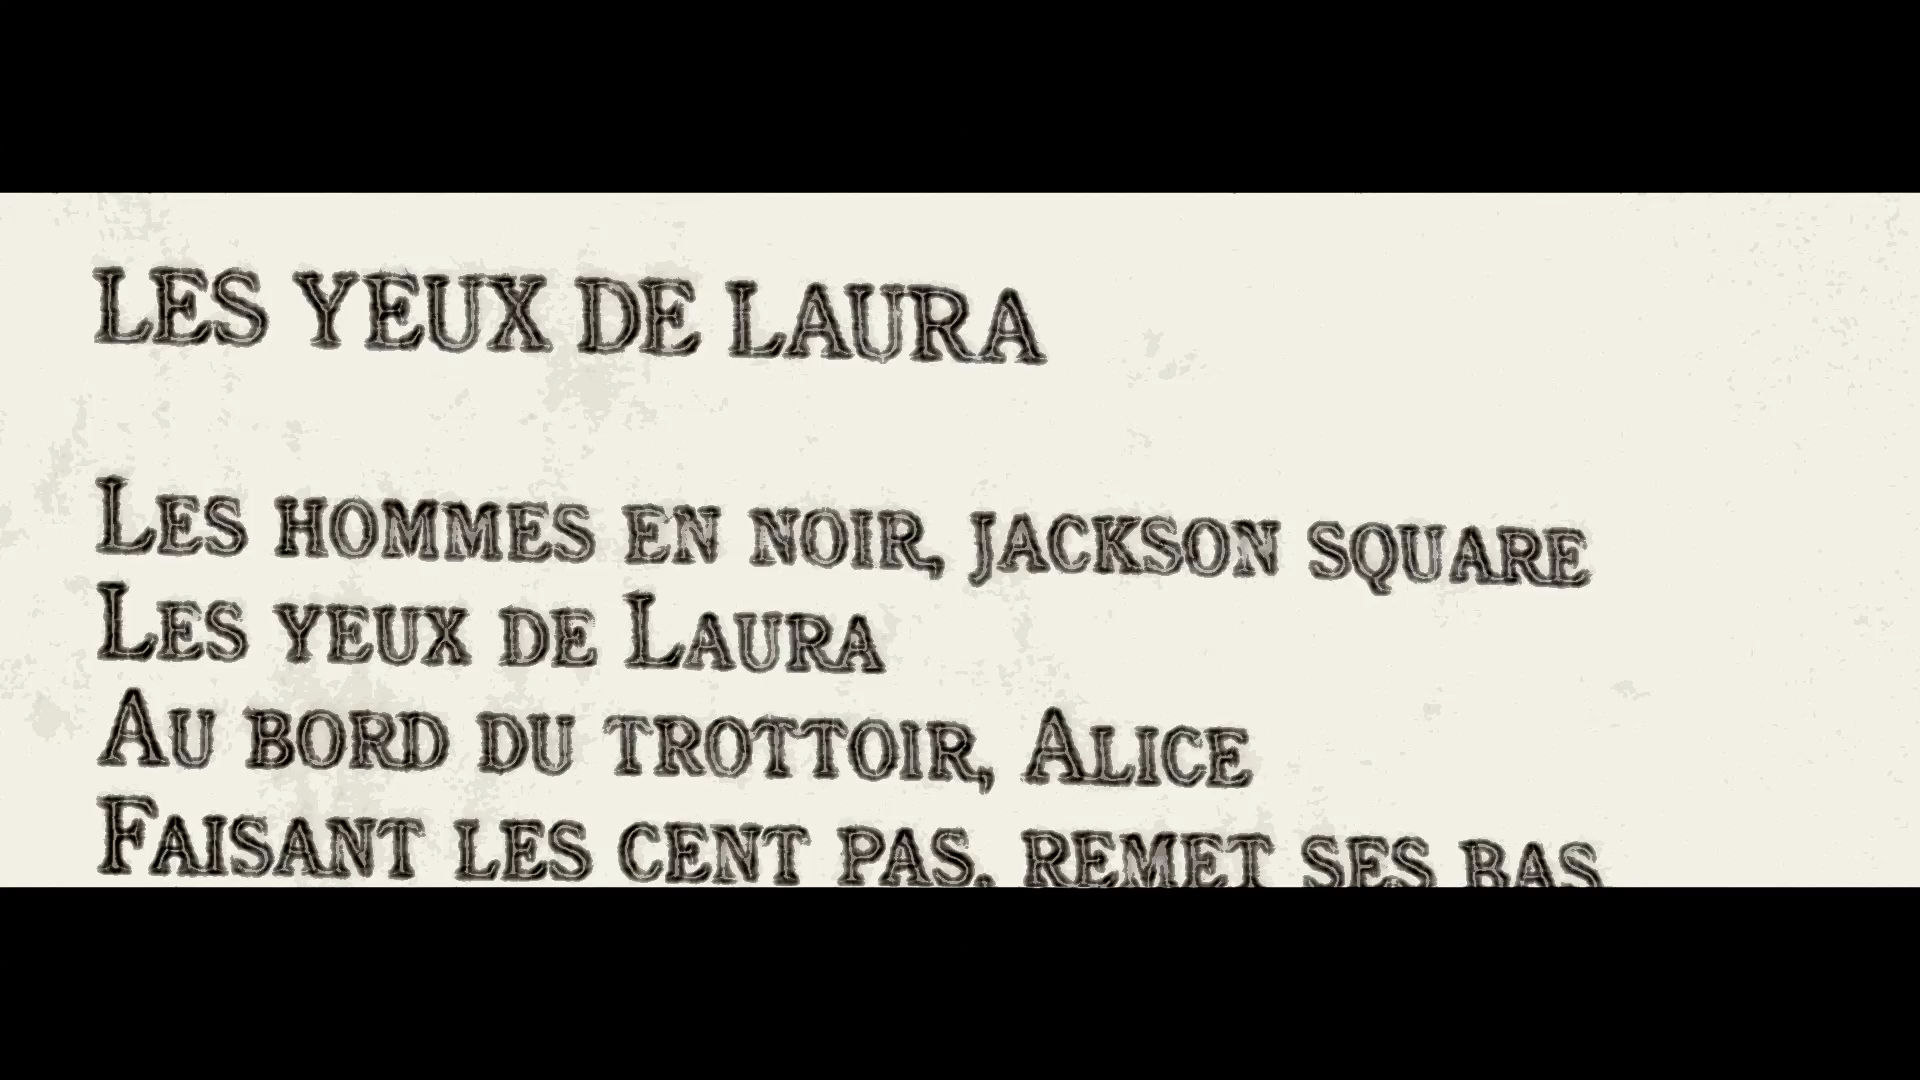 LES YEUX DE LAURA
Les hommes en noir, jackson square
Les yeux de Laura
Au bord du trottoir, Alice
Faisant les cent pas, remet ses bas